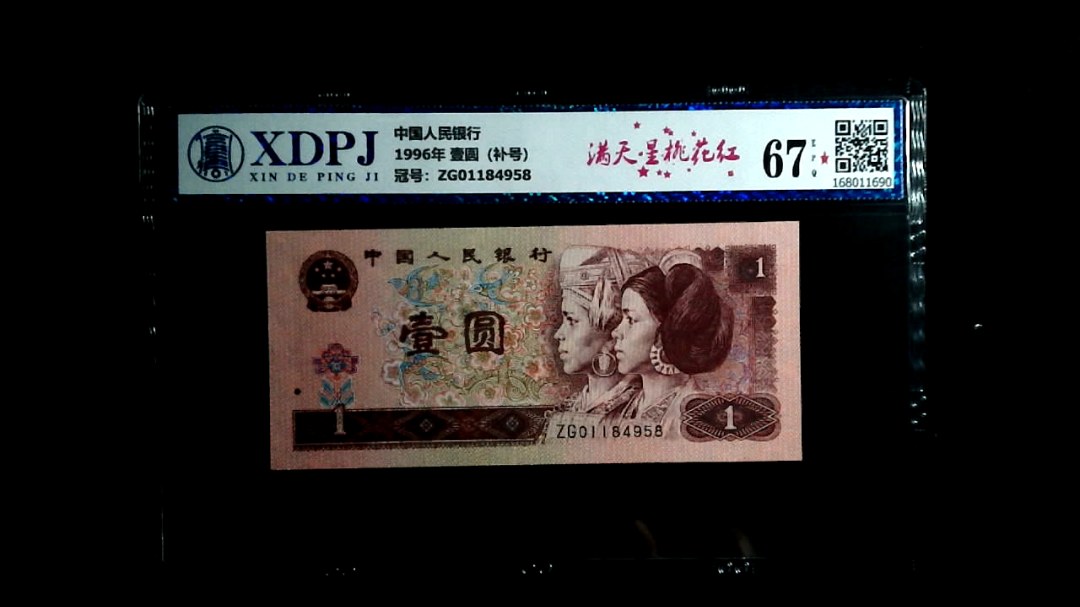 XDPJ
XIN DE PING JI
中国人民银行
1996年 壹圆（补号）
冠号：ZG01184958
满天星桃花红
67
EPQ
168011690
中国人民银行
1
壹圆
1
1
ZG01184958